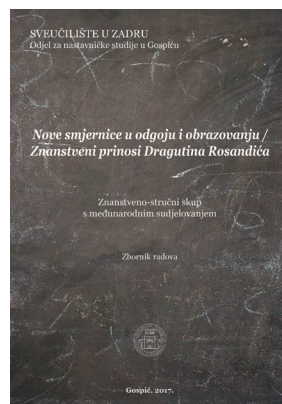 SVEUČILIŠTE U ZADRU
Odjel za nastavničke studije u Gospiću
Nove smjernice u odgoju i obrazovanju /
Znanstveni prinosi Dragutina Rosandića
Znanstveno-stručni skup
s međunarodnim sudjelovanjem
Zbornik radova
Gospić, 2017.